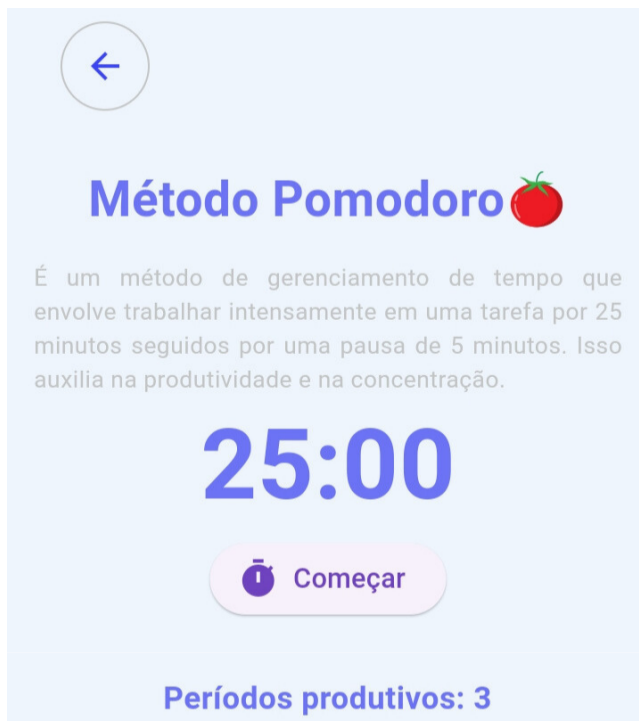 Método Pomodoro🍅
É um método de gerenciamento de tempo que
envolve trabalhar intensamente em uma tarefa por 25
minutos seguidos por uma pausa de 5 minutos. Isso
auxilia na produtividade e na concentração.
25:00
Começar
Períodos produtivos: 3